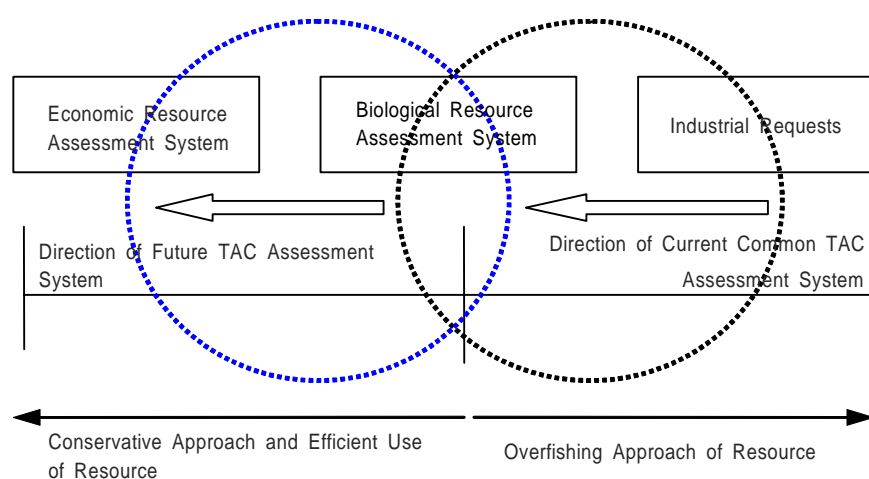 Economic Resource
Assessment System
Biological Resource
Assessment System
Industrial Requests
Direction of Future TAC Assessment
System
Direction of Current Common TAC
Assessment System
Conservative Approach and Efficient Use
of Resource
Overfishing Approach of Resource